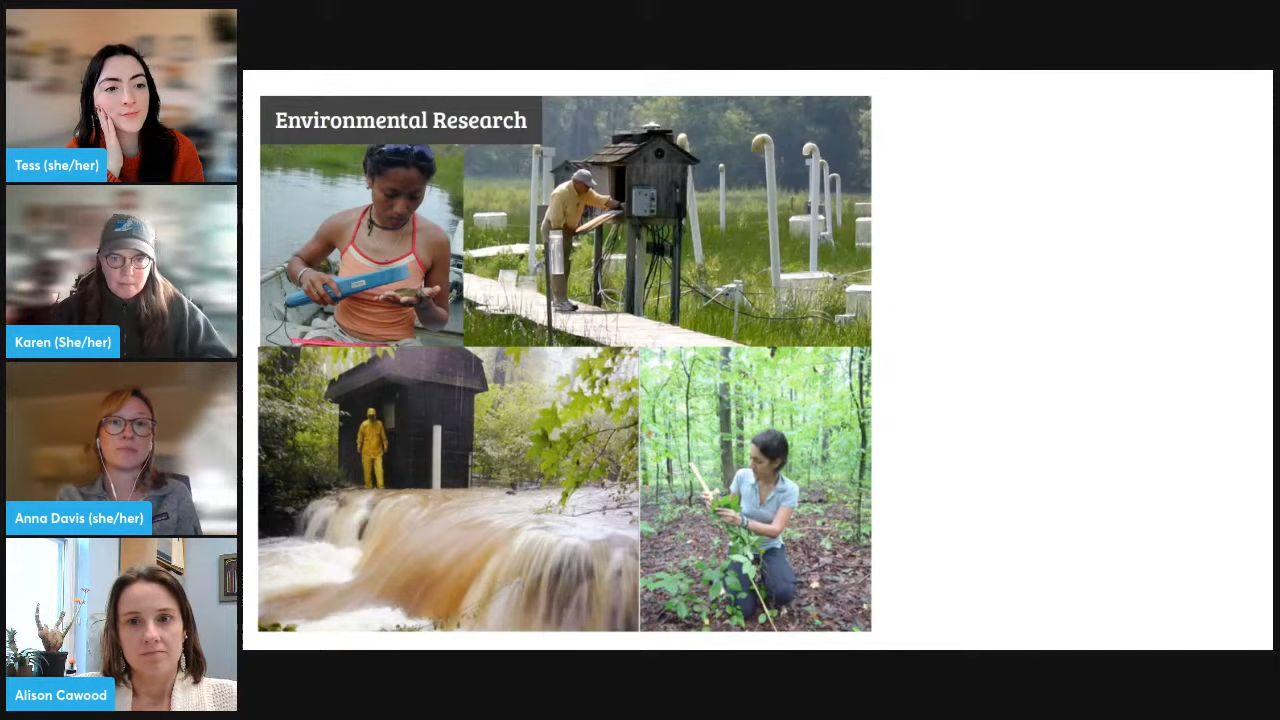 Tess (she/her)
Karen (She/her)
Anna Davis (she/her)
Alison Cawood
Environmental Research